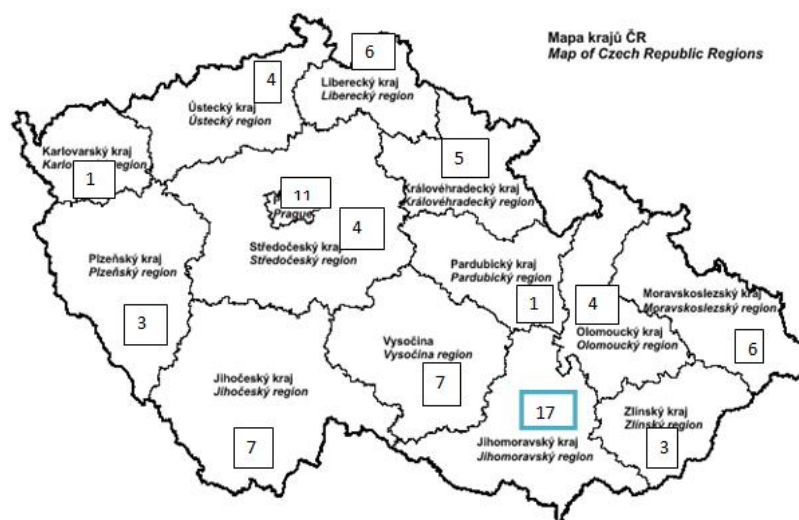 Mapa krajů ČR
Map of Czech Republic Regions
6
4
Liberecký kraj
Liberecký region
Ústecký kraj
Ústecký region
Karlovarský kraj
region
1
5
Královéhradecký kraj
Královéhradecký region
11
Prague
4
Středočeský kraj
Středočeský region
Plzeňský kraj
Plzeňský region
3
Pardubický kraj
Pardubický region
1
4
Moravskoslezský kraj
Moravskoslezský region
6
Olomoucký kraj
Olomoucký region
Vysočina
Vysočina region
7
Jihočeský kraj
Jihočeský region
7
17
Jihomoravský kraj
Jihomoravský region
Zlínský kraj
Zlínský region
3